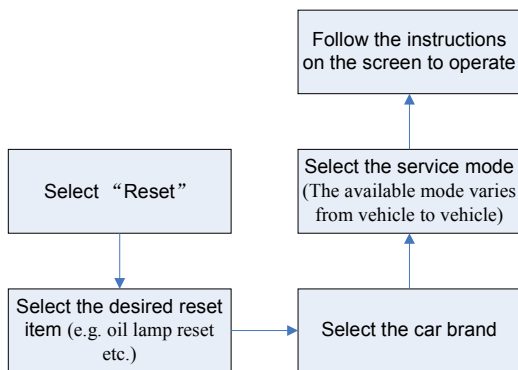 Select “Reset”
Select the desired reset
item (e.g. oil lamp reset
etc.)
Select the car brand
Select the service mode
(The available mode varies
from vehicle to vehicle)
Follow the instructions
on the screen to operate